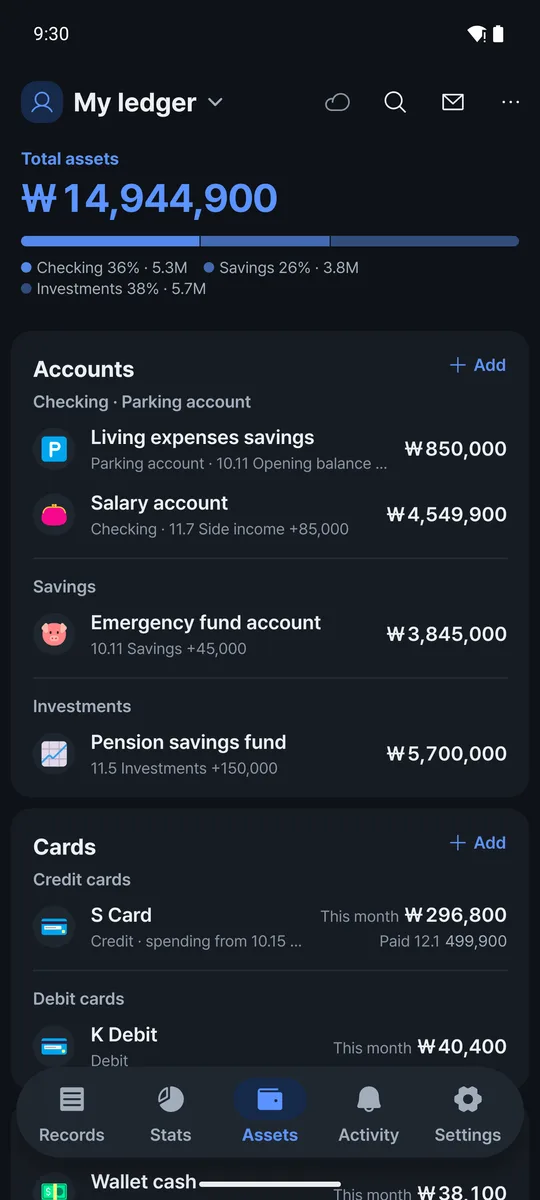 9:30
My ledger
Total assets
₩14,944,900
Checking 36% · 5.3M Savings 26% · 3.8M
Investments 38% · 5.7M
Accounts
+ Add
Checking · Parking account
Living expenses savings
₩850,000
Parking account · 10.11 Opening balance ...
Salary account
₩4,549,900
Checking · 11.7 Side income +85,000
Savings
Emergency fund account
₩3,845,000
10.11 Savings +45,000
Investments
Pension savings fund
₩5,700,000
11.5 Investments +150,000
Cards
+ Add
Credit cards
S Card
This month ₩296,800
Credit · spending from 10.15 ...
Paid 12.1 499,900
Debit cards
K Debit
This month ₩40,400
Debit
Records
Stats
Assets
Activity
Settings
Wallet cash
This month ₩38,100